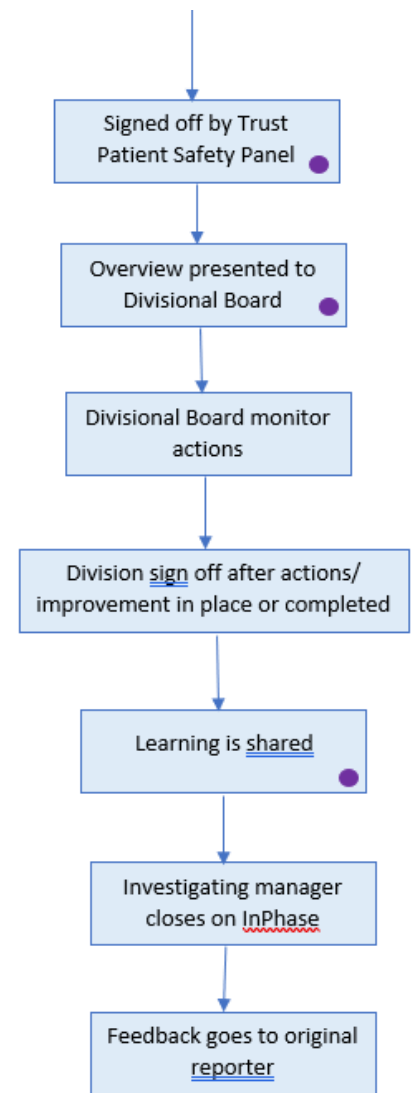 Signed off by Trust
Patient Safety Panel
Overview presented to
Divisional Board
Divisional Board monitor
actions
Division sign off after actions/
improvement in place or completed
Learning is shared
Investigating manager
closes on InPhase
Feedback goes to original
reporter